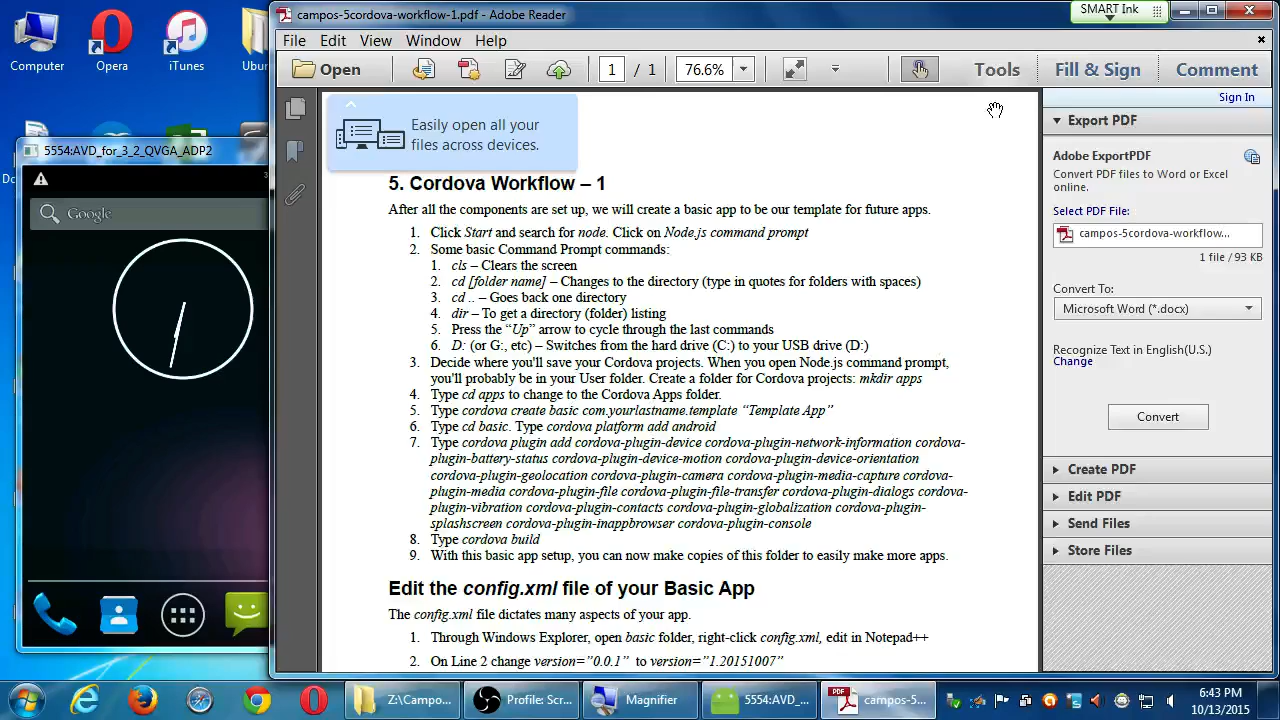 campos-5cordova-workflow-1.pdf - Adobe Reader
SMART Ink
File Edit View Window Help
Open
1 / 1
76.6%
Tools
Fill & Sign
Comment
Computer
Opera
iTunes
Ubur
Sign In
Easily open all your
files across devices.
5554:AVD_for_3_2_QVGA_ADP2
Google
5. Cordova Workflow – 1
After all the components are set up, we will create a basic app to be our template for future apps.
1. Click Start and search for node. Click on Node.js command prompt
2. Some basic Command Prompt commands:
1. cls – Clears the screen
2. cd [folder name] – Changes to the directory (type in quotes for folders with spaces)
3. cd .. – Goes back one directory
4. dir – To get a directory (folder) listing
5. Press the “Up” arrow to cycle through the last commands
6. D: (or G:, etc) – Switches from the hard drive (C:) to your USB drive (D:)
3. Decide where you'll save your Cordova projects. When you open Node.js command prompt,
you'll probably be in your User folder. Create a folder for Cordova projects: mkdir apps
4. Type cd apps to change to the Cordova Apps folder.
5. Type cordova create basic com.yourlastname.template “Template App”
6. Type cd basic. Type cordova platform add android
7. Type cordova plugin add cordova-plugin-device cordova-plugin-network-information cordova-
plugin-battery-status cordova-plugin-device-motion cordova-plugin-device-orientation
cordova-plugin-geolocation cordova-plugin-camera cordova-plugin-media-capture cordova-
plugin-media cordova-plugin-file cordova-plugin-file-transfer cordova-plugin-dialogs cordova-
plugin-vibration cordova-plugin-contacts cordova-plugin-globalization cordova-plugin-
splashscreen cordova-plugin-inappbrowser cordova-plugin-console
8. Type cordova build
9. With this basic app setup, you can now make copies of this folder to easily make more apps.
Edit the config.xml file of your Basic App
The config.xml file dictates many aspects of your app.
1. Through Windows Explorer, open basic folder, right-click config.xml, edit in Notepad++
2. On Line 2 change version=”0.0.1” to version=”1.20151007”
Export PDF
Adobe ExportPDF
Convert PDF files to Word or Excel
online.
Select PDF File:
campos-5cordova-workflow...
1 file / 93 KB
Convert To:
Microsoft Word (*.docx)
Recognize Text in English(U.S.)
Change
Convert
Create PDF
Edit PDF
Send Files
Store Files
Z:\Campo...
Profile: Scr...
Magnifier
5554:AVD_...
campos-5...
6:43 PM
10/13/2015